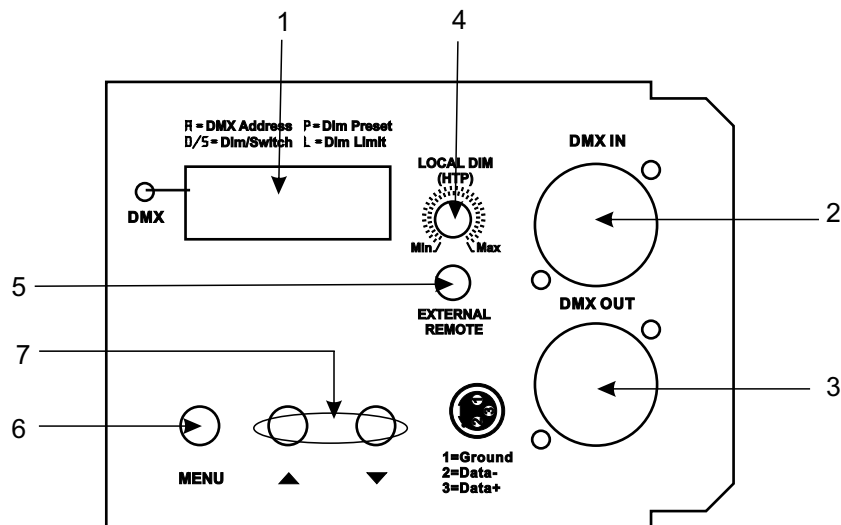 1
4
A = DMX Address P = Dim Preset
D/S = Dim/Switch L = Dim Limit
DMX IN
LOCAL DIM
(HTP)
DMX
2
Min. Max
5
EXTERNAL
REMOTE
DMX OUT
7
3
6
MENU
1=Ground
2=Data-
3=Data+